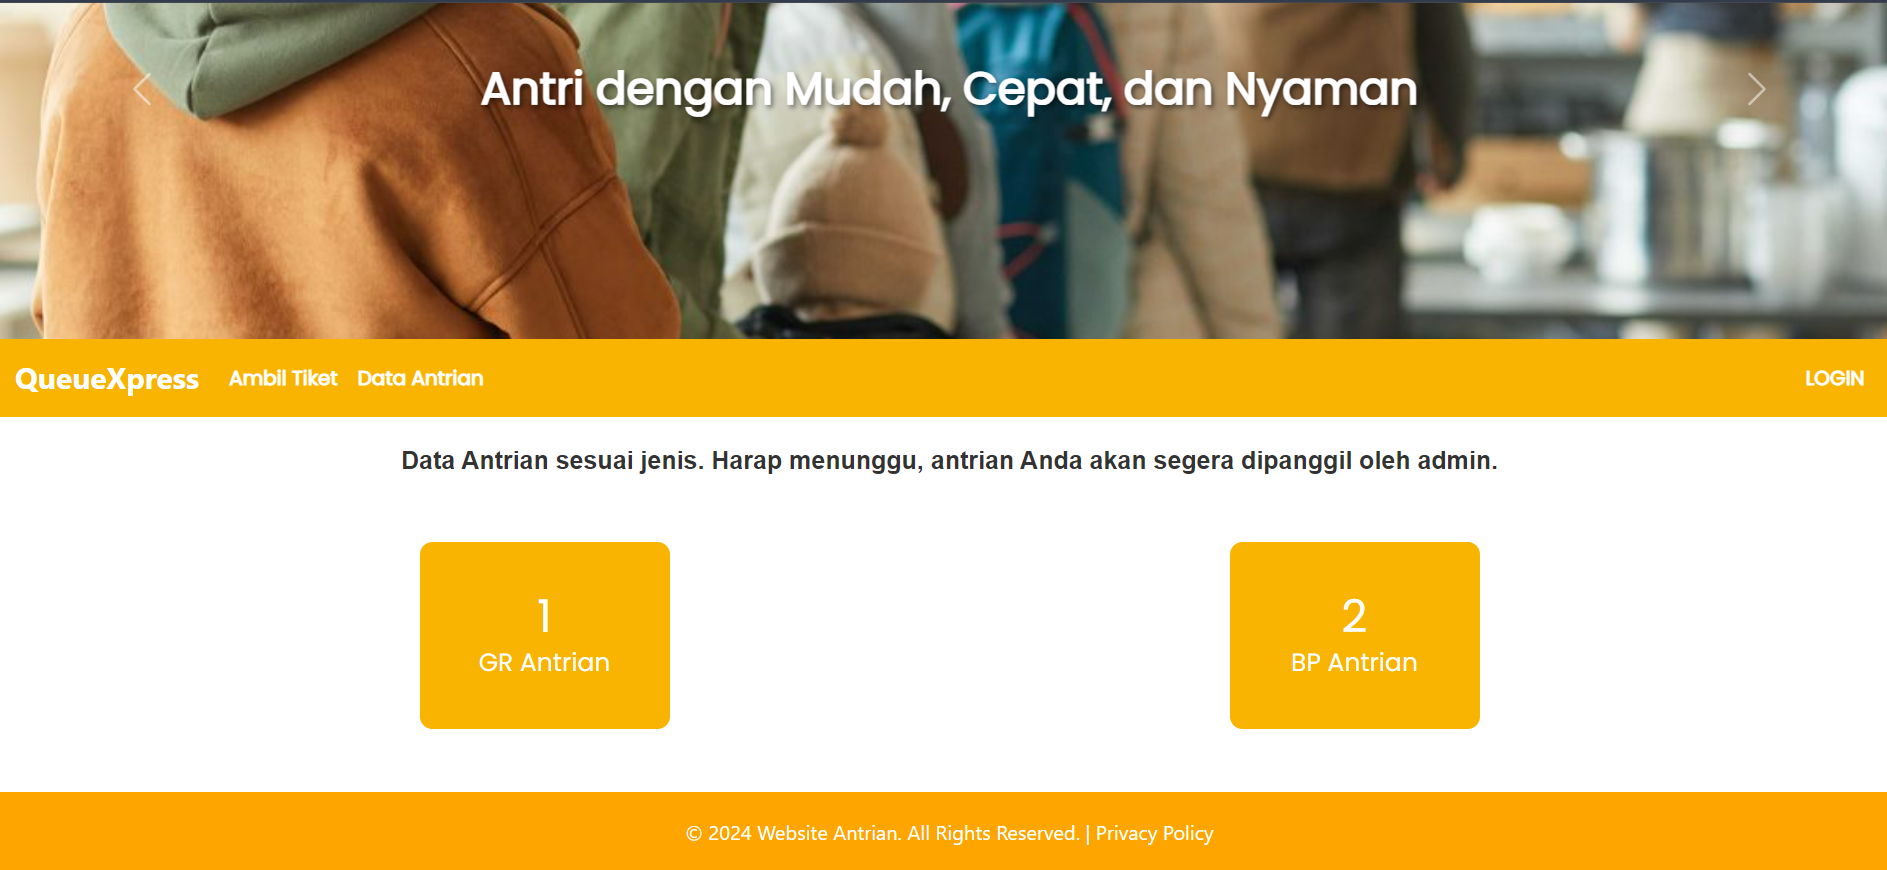 Antri dengan Mudah, Cepat, dan Nyaman
QueueXpress Ambil Tiket Data Antrian LOGIN
Data Antrian sesuai jenis. Harap menunggu, antrian Anda akan segera dipanggil oleh admin.
1
GR Antrian
2
BP Antrian
© 2024 Website Antrian. All Rights Reserved. | Privacy Policy